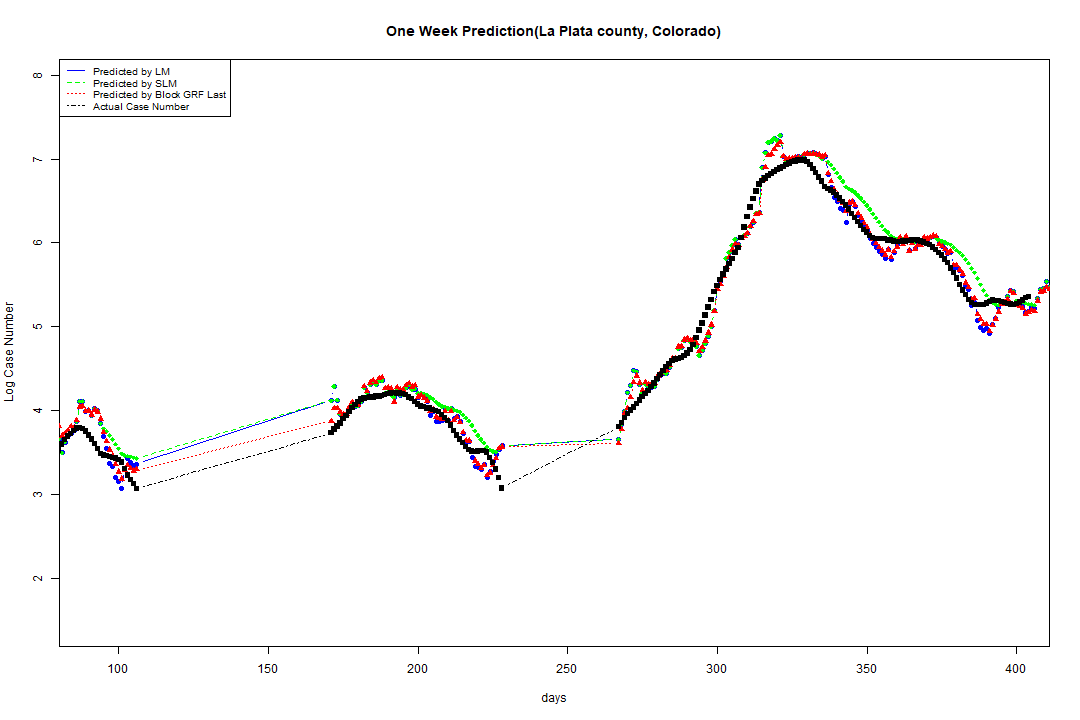 One Week Prediction(La Plata county, Colorado)
Predicted by LM
Predicted by SLM
Predicted by Block GRF Last
Actual Case Number
8
7
6
5
4
3
2
Log Case Number
100 150 200 250 300 350 400
days